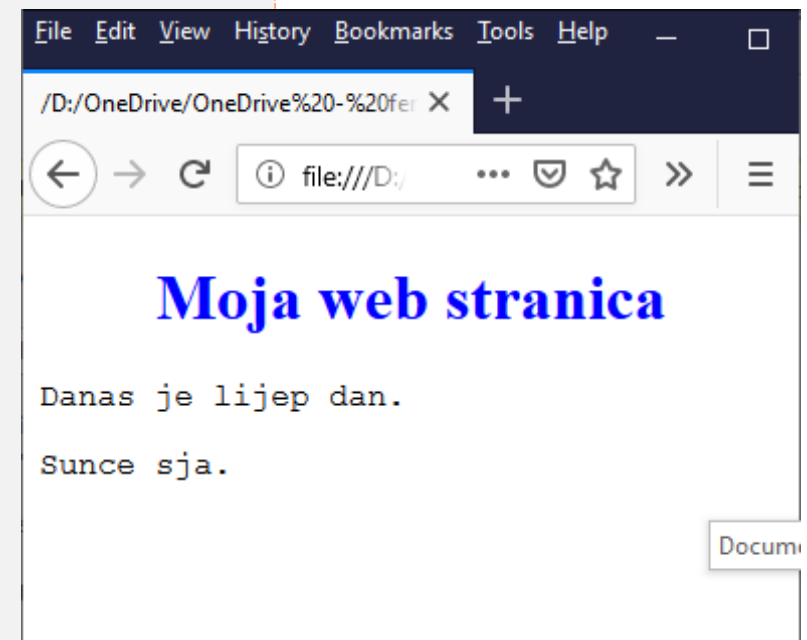 File Edit View History Bookmarks Tools Help
/D:/OneDrive/OneDrive%20-%20fer
file:///D:/
Moja web stranica
Danas je lijep dan.
Sunce sja.
Docum